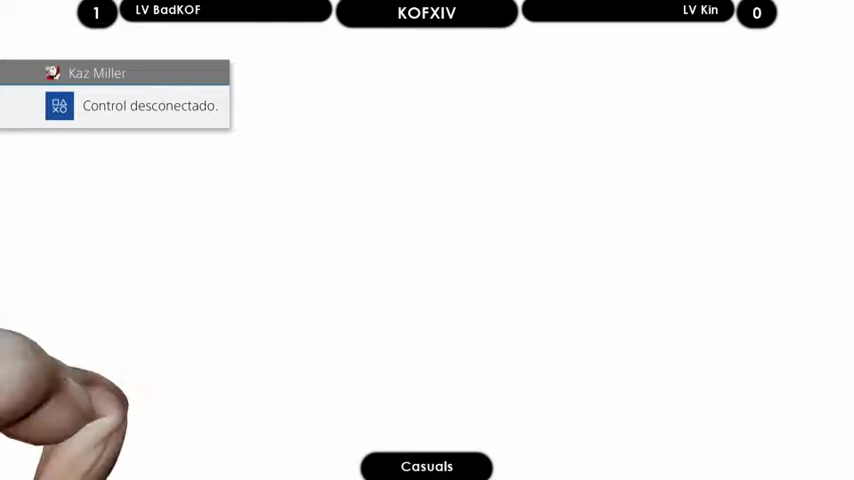 1 LV BadKOF KOFXIV LV Kin 0
Kaz Miller
Control desconectado.
Casuals